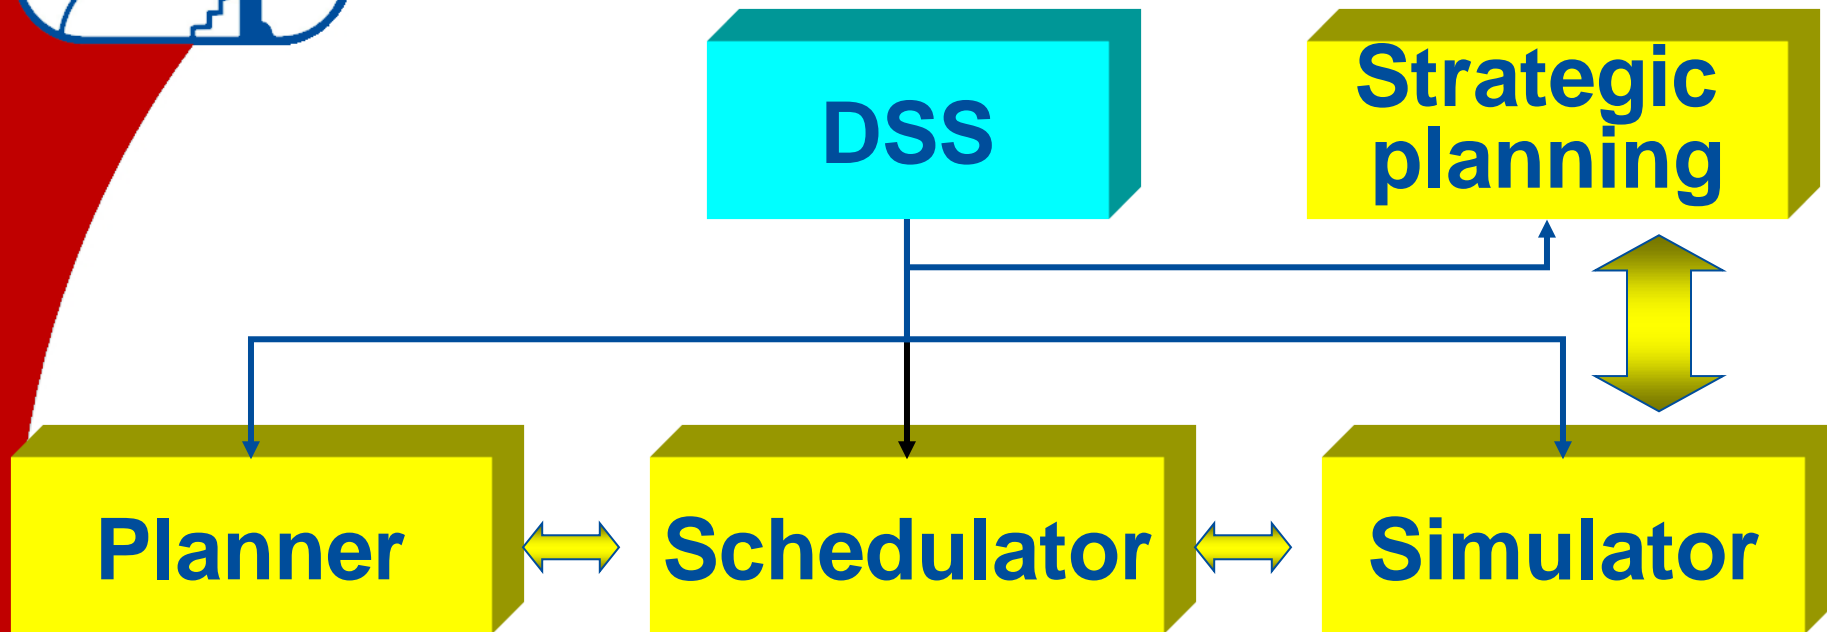 DSS
Strategic
planning
Planner
Schedulator
Simulator